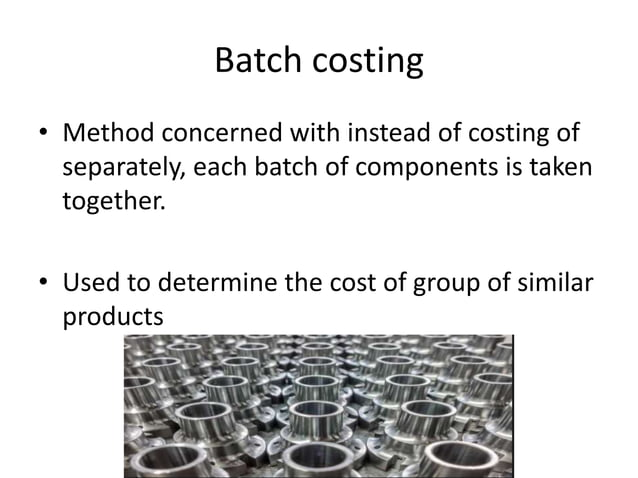 Batch costing
• Method concerned with instead of costing of
separately, each batch of components is taken
together.
• Used to determine the cost of group of similar
products